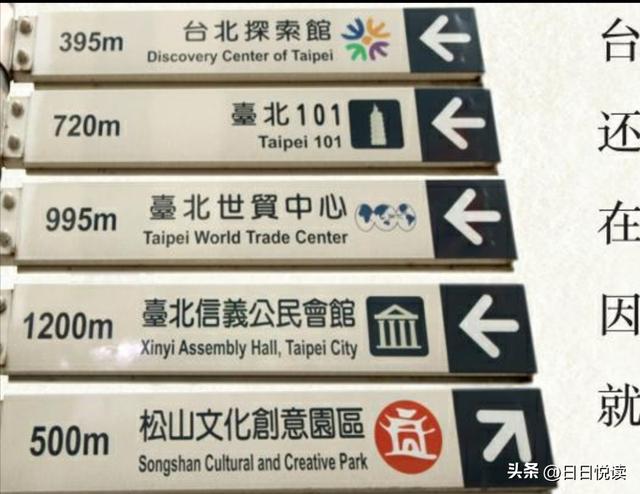 395m
台北探索館
Discovery Center of Taipei
720m
臺北101
Taipei 101
995m
臺北世貿中心
Taipei World Trade Center
1200m
臺北信義公民會館
Xinyi Assembly Hall, Taipei City
500m
松山文化創意園區
Songshan Cultural and Creative Park
台
还
在
因
就
头条 @日日悦读